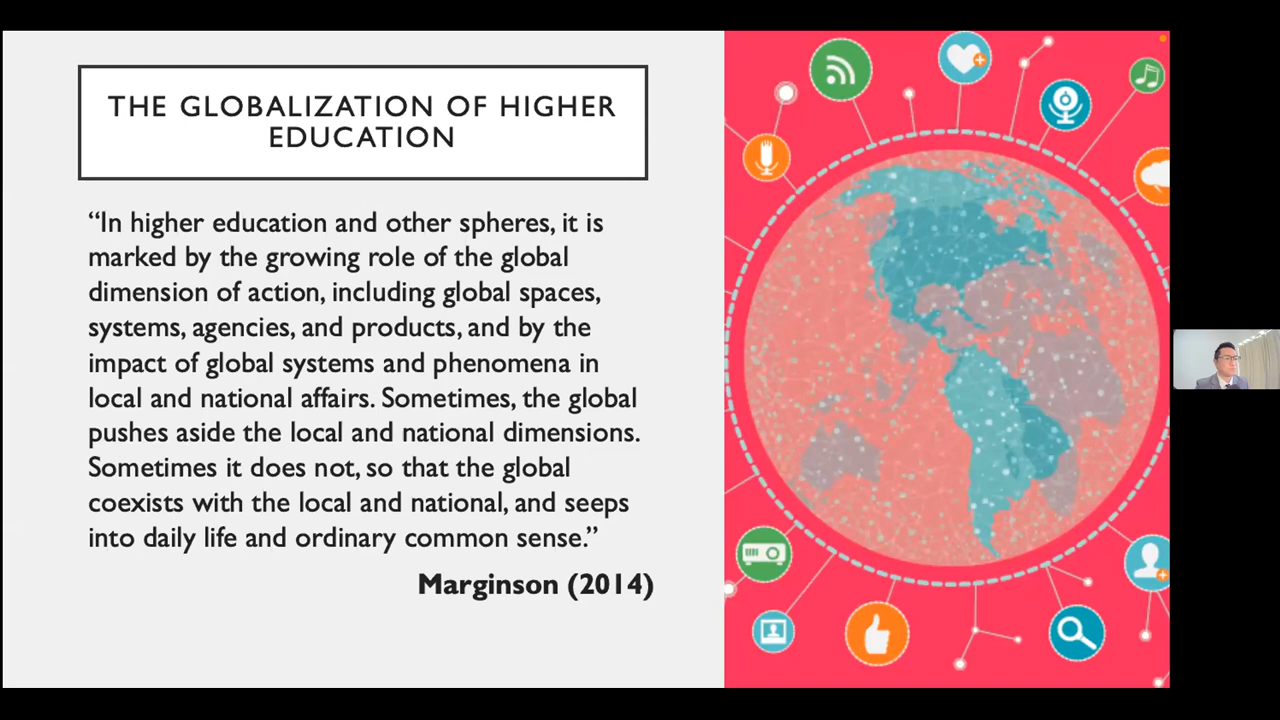 THE GLOBALIZATION OF HIGHER
EDUCATION
“In higher education and other spheres, it is
marked by the growing role of the global
dimension of action, including global spaces,
systems, agencies, and products, and by the
impact of global systems and phenomena in
local and national affairs. Sometimes, the global
pushes aside the local and national dimensions.
Sometimes it does not, so that the global
coexists with the local and national, and seeps
into daily life and ordinary common sense.”
Marginson (2014)